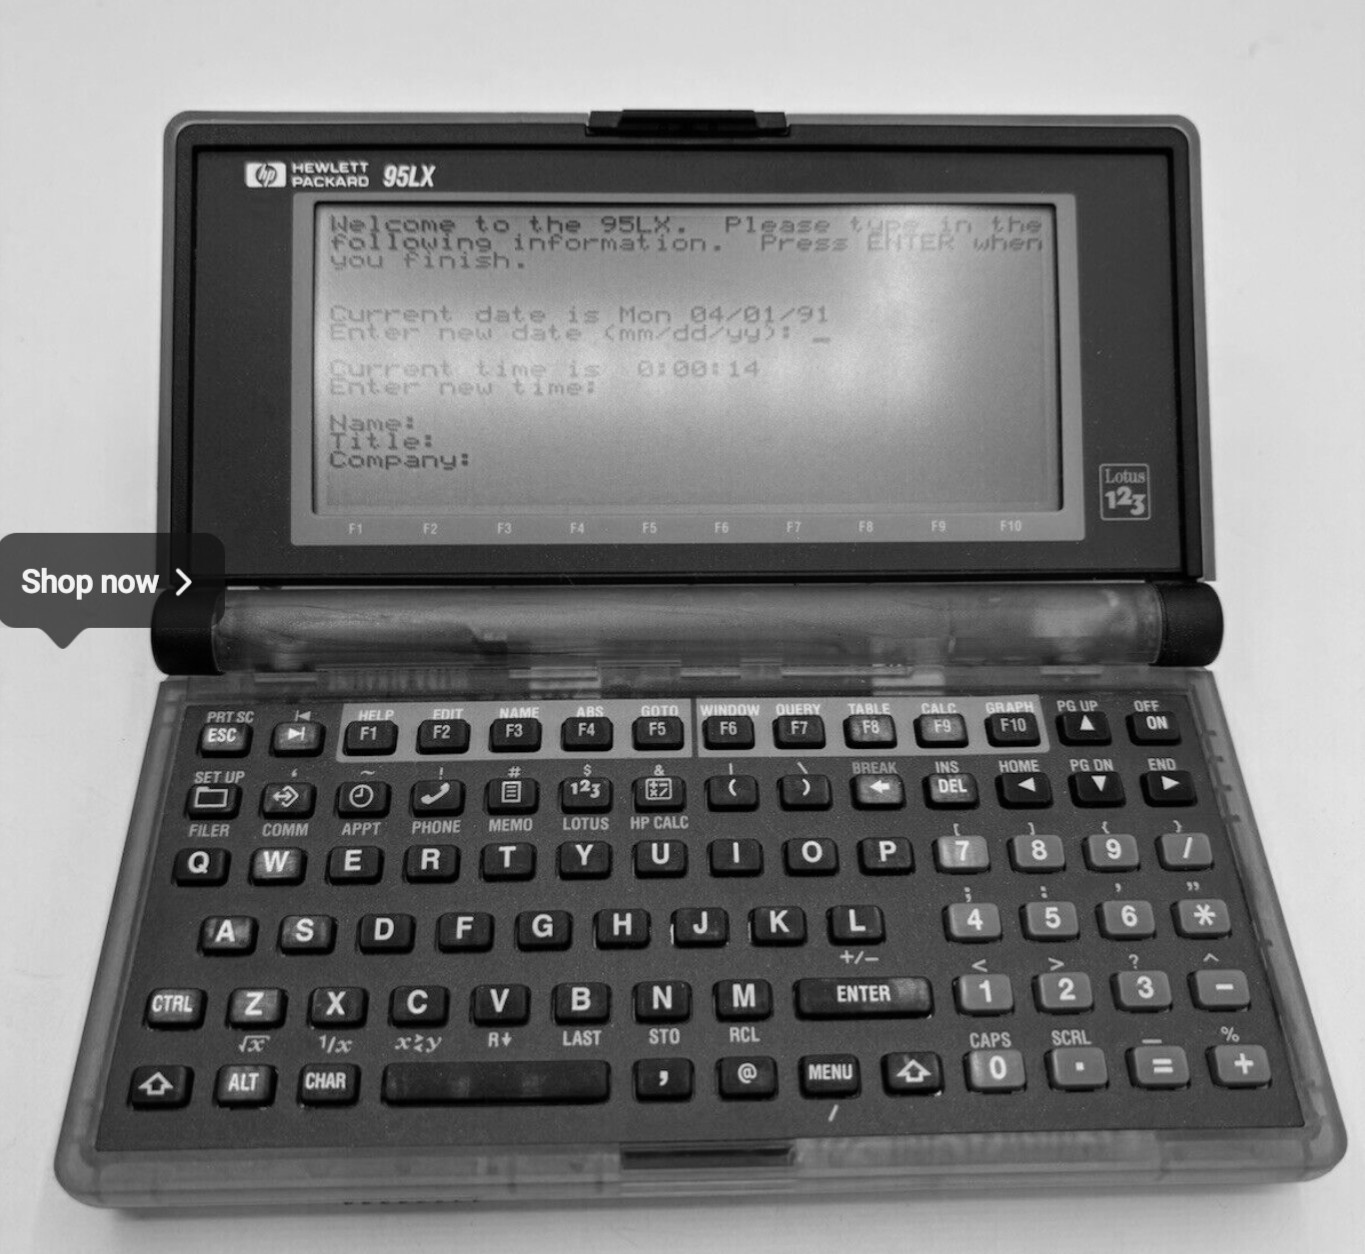 hp HEWLETT PACKARD 95LX
Welcome to the 95LX.  Please type in the
following information.  Press ENTER when
you finish.
Current date is Mon 04/01/91
Enter new date (mm/dd/yy): _
Current time is  0:00:14
Enter new time:
Name:
Title:
Company:
Lotus
123
F1 F2 F3 F4 F5 F6 F7 F8 F9 F10
Shop now >
PRT SC HELP EDIT NAME ABS GOTO WINDOW QUERY TABLE CALC GRAPH PG UP OFF
ESC F1 F2 F3 F4 F5 F6 F7 F8 F9 F10 ▲ ON
SET UP ‘ ~ ! # $ & | \ BREAK INS HOME PG DN END
123 ( ) ← DEL ◄ ▼ ►
FILER COMM APPT PHONE MEMO LOTUS HP CALC [ ] { }
Q W E R T Y U I O P 7 8 9 /
; : ’ ”
A S D F G H J K L 4 5 6 *
+/– < > ? ^
CTRL Z X C V B N M ENTER 1 2 3 –
√x 1/x x≷y R↓ LAST STO RCL CAPS SCRL _ %
ALT CHAR , @ MENU 0 . = +
/